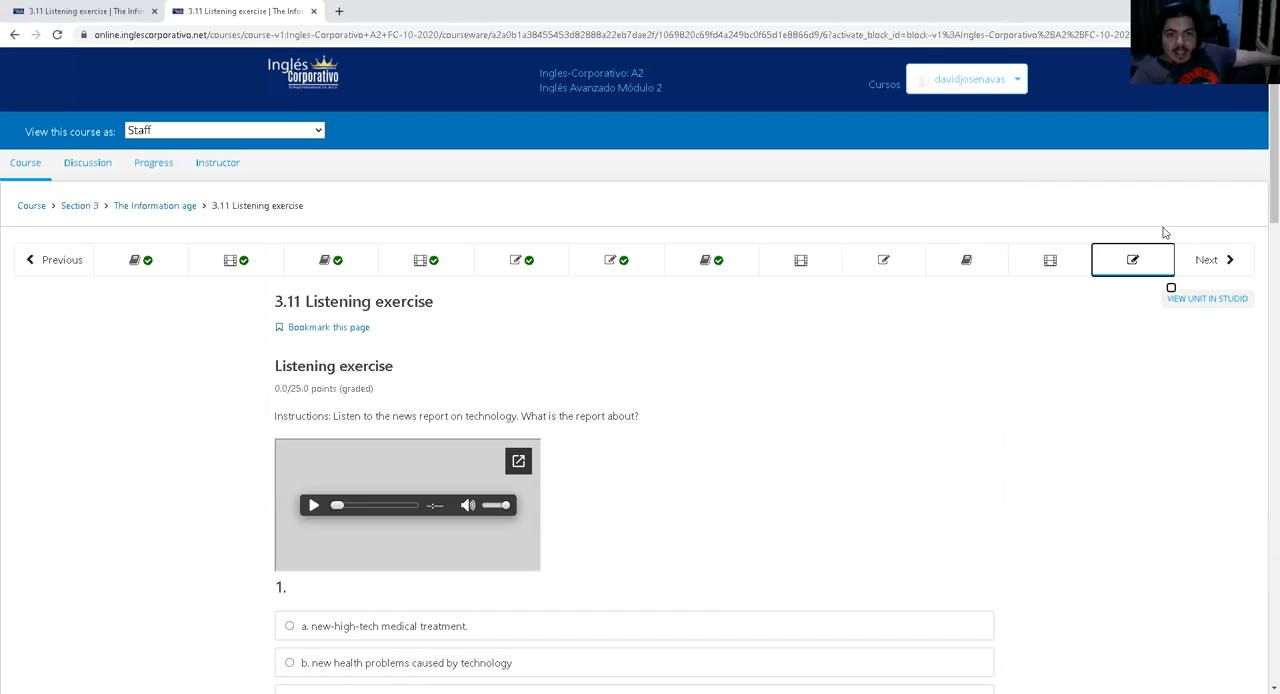 3.11 Listening exercise | The Infor
3.11 Listening exercise | The Infor
online.inglescorporativo.net/courses/course-v1:Ingles-Corporativo+A2+FC-10-2020/courseware/a2a0b1a38455453d82888a22eb7dae2f/1069820c69fd4a249bc0f65d1e8866d9/6?activate_block_id=block-v1%3AIngles-Corporativo%2BA2%2BFC-10-202
Inglés
Corporativo
Ingles-Corporativo: A2
Inglés Avanzado Módulo 2
Cursos
davidjosenavas
View this course as:
Staff
Course
Discussion
Progress
Instructor
Course > Section 3 > The Information age > 3.11 Listening exercise
Previous
Next
VIEW UNIT IN STUDIO
3.11 Listening exercise
Bookmark this page
Listening exercise
0.0/25.0 points (graded)
Instructions: Listen to the news report on technology. What is the report about?
-:--
1.
a. new-high-tech medical treatment.
b. new health problems caused by technology